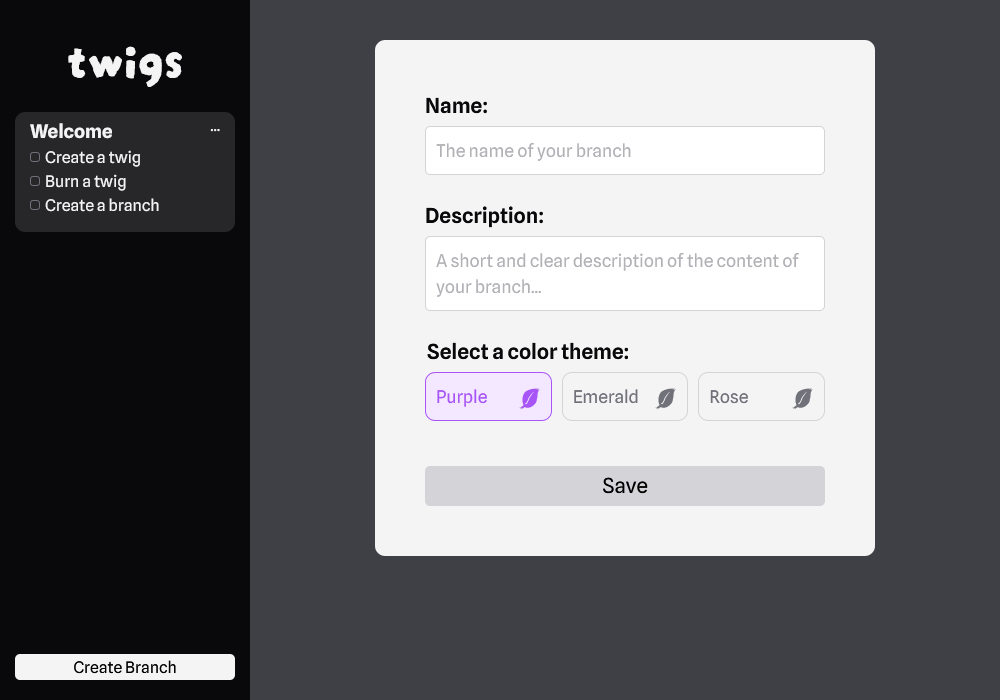 twigs
Welcome
...
Create a twig
Burn a twig
Create a branch
Create Branch
Name:
The name of your branch
Description:
A short and clear description of the content of
your branch...
Select a color theme:
Purple
Emerald
Rose
Save